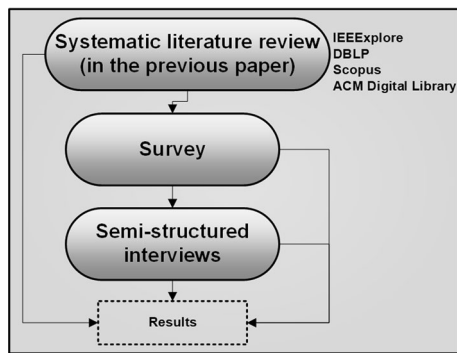 Systematic literature review
(in the previous paper)
IEEExplore
DBLP
Scopus
ACM Digital Library
Survey
Semi-structured
interviews
Results